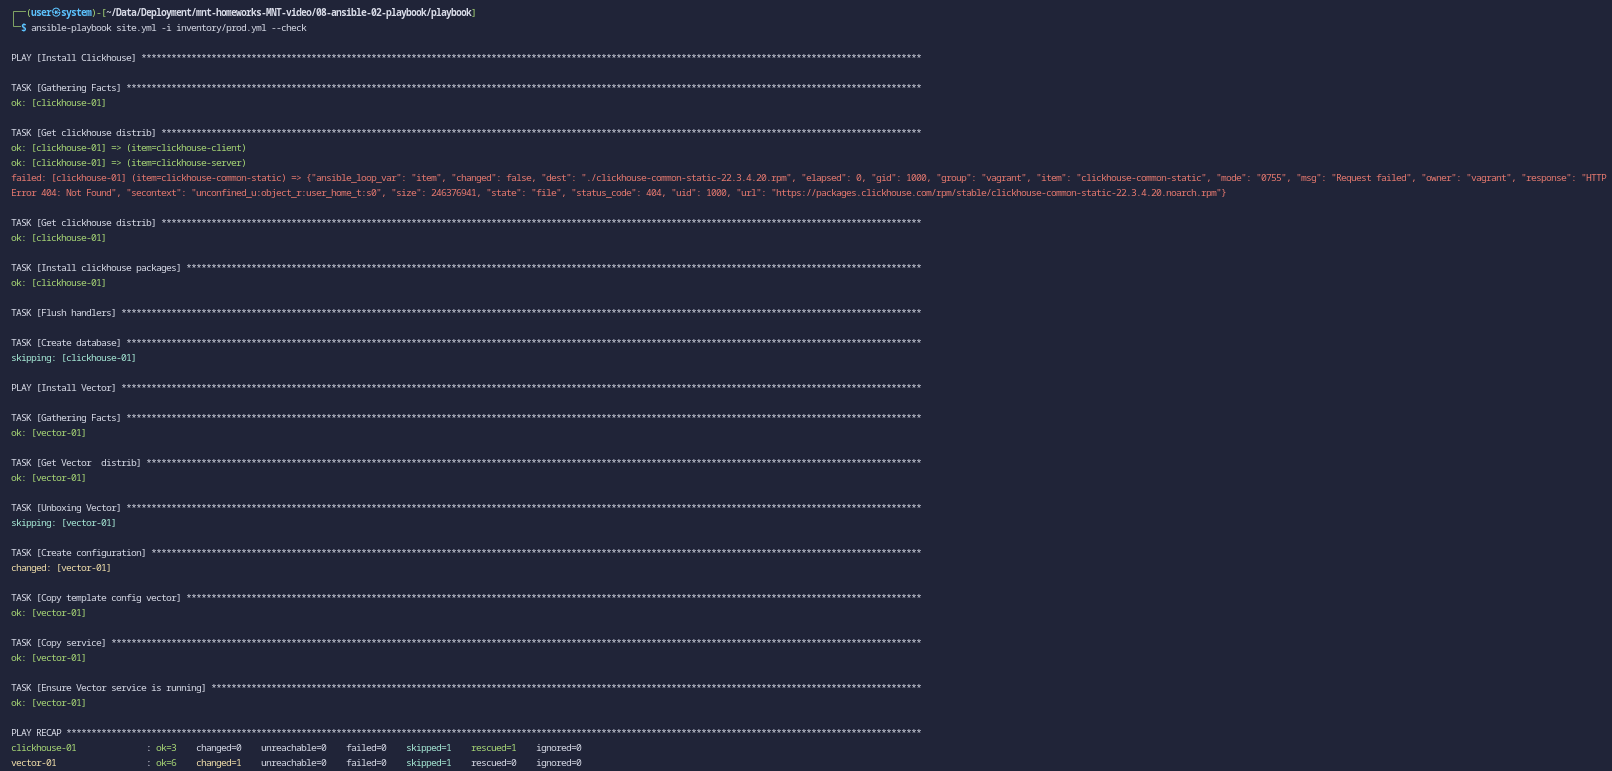 ┌──(user㉿system)-[~/Data/Deployment/mnt-homeworks-MNT-video/08-ansible-02-playbook/playbook]
└─$ ansible-playbook site.yml -i inventory/prod.yml --check
PLAY [Install Clickhouse] ************************************************************************************************************************************************************
TASK [Gathering Facts] ***************************************************************************************************************************************************************
ok: [clickhouse-01]
TASK [Get clickhouse distrib] ********************************************************************************************************************************************************
ok: [clickhouse-01] => (item=clickhouse-client)
ok: [clickhouse-01] => (item=clickhouse-server)
failed: [clickhouse-01] (item=clickhouse-common-static) => {"ansible_loop_var": "item", "changed": false, "dest": "./clickhouse-common-static-22.3.4.20.rpm", "elapsed": 0, "gid": 1000, "group": "vagrant", "item": "clickhouse-common-static", "mode": "0755", "msg": "Request failed", "owner": "vagrant", "response": "HTTP
Error 404: Not Found", "secontext": "unconfined_u:object_r:user_home_t:s0", "size": 246376941, "state": "file", "status_code": 404, "uid": 1000, "url": "https://packages.clickhouse.com/rpm/stable/clickhouse-common-static-22.3.4.20.noarch.rpm"}
TASK [Get clickhouse distrib] ********************************************************************************************************************************************************
ok: [clickhouse-01]
TASK [Install clickhouse packages] ***************************************************************************************************************************************************
ok: [clickhouse-01]
TASK [Flush handlers] ****************************************************************************************************************************************************************
TASK [Create database] ***************************************************************************************************************************************************************
skipping: [clickhouse-01]
PLAY [Install Vector] ****************************************************************************************************************************************************************
TASK [Gathering Facts] ***************************************************************************************************************************************************************
ok: [vector-01]
TASK [Get Vector  distrib] ***********************************************************************************************************************************************************
ok: [vector-01]
TASK [Unboxing Vector] ***************************************************************************************************************************************************************
skipping: [vector-01]
TASK [Create configuration] **********************************************************************************************************************************************************
changed: [vector-01]
TASK [Copy template config vector] ***************************************************************************************************************************************************
ok: [vector-01]
TASK [Copy service] ******************************************************************************************************************************************************************
ok: [vector-01]
TASK [Ensure Vector service is running] **********************************************************************************************************************************************
ok: [vector-01]
PLAY RECAP ***************************************************************************************************************************************************************************
clickhouse-01              : ok=3    changed=0    unreachable=0    failed=0    skipped=1    rescued=1    ignored=0
vector-01                  : ok=6    changed=1    unreachable=0    failed=0    skipped=1    rescued=0    ignored=0